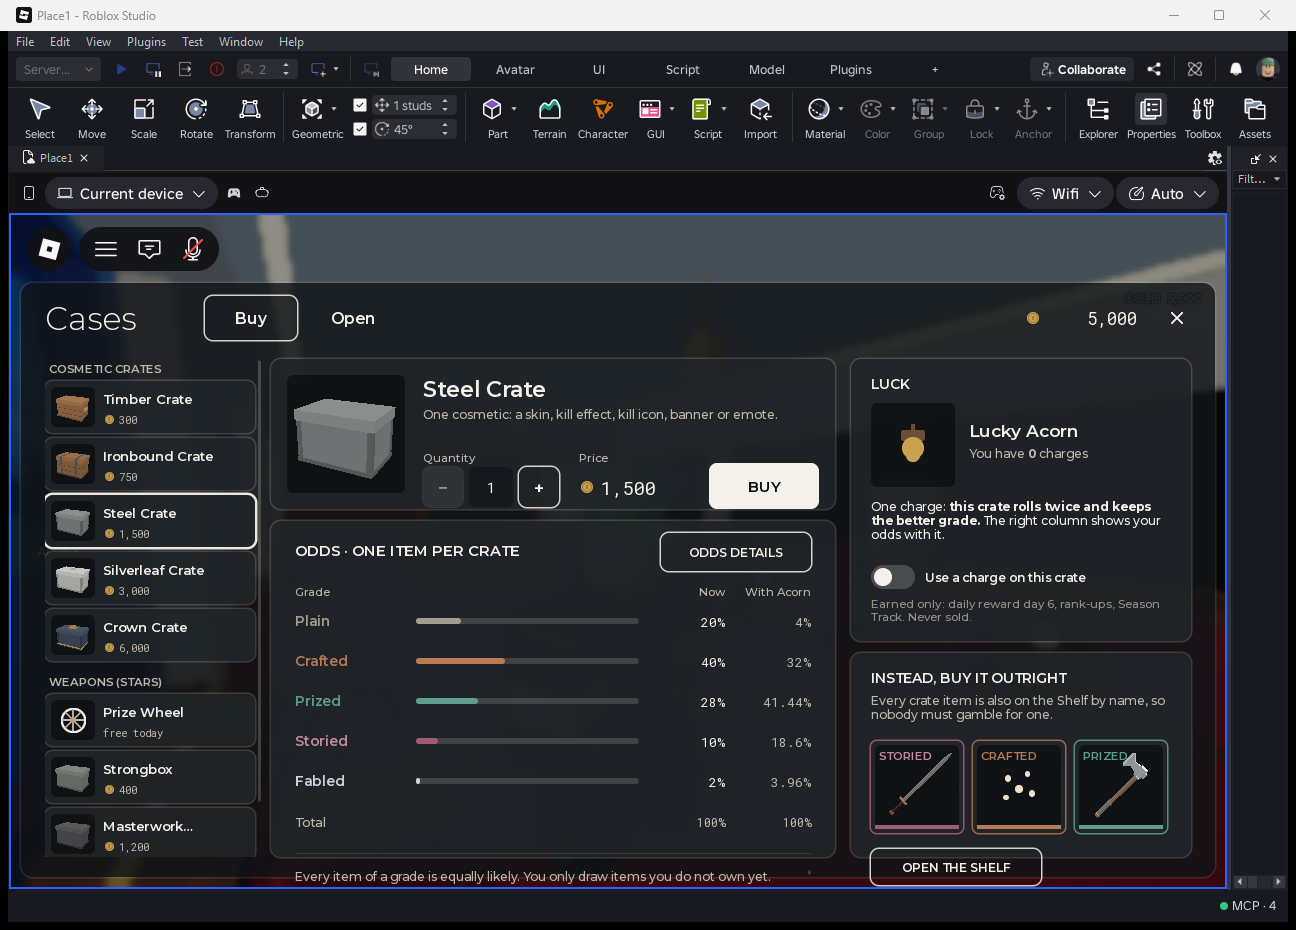 Place1 - Roblox Studio
File Edit View Plugins Test Window Help
Server... 2 Home Avatar UI Script Model Plugins + Collaborate
1 studs
45°
Select Move Scale Rotate Transform Geometric Part Terrain Character GUI Script Import Material Color Group Lock Anchor Explorer Properties Toolbox Assets
Place1
Filt...
Current device Wifi Auto
Cases Buy Open 5,000
COSMETIC CRATES
Timber Crate
300
Ironbound Crate
750
Steel Crate
1,500
Silverleaf Crate
3,000
Crown Crate
6,000
WEAPONS (STARS)
Prize Wheel
free today
Strongbox
400
Masterwork...
1,200
Steel Crate
One cosmetic: a skin, kill effect, kill icon, banner or emote.
Quantity Price
− 1 + 1,500 BUY
ODDS · ONE ITEM PER CRATE ODDS DETAILS
Grade Now With Acorn
Plain 20% 4%
Crafted 40% 32%
Prized 28% 41.44%
Storied 10% 18.6%
Fabled 2% 3.96%
Total 100% 100%
Every item of a grade is equally likely. You only draw items you do not own yet.
LUCK
Lucky Acorn
You have 0 charges
One charge: this crate rolls twice and keeps
the better grade. The right column shows your
odds with it.
Use a charge on this crate
Earned only: daily reward day 6, rank-ups, Season
Track. Never sold.
INSTEAD, BUY IT OUTRIGHT
Every crate item is also on the Shelf by name, so
nobody must gamble for one.
STORIED CRAFTED PRIZED
OPEN THE SHELF
MCP · 4